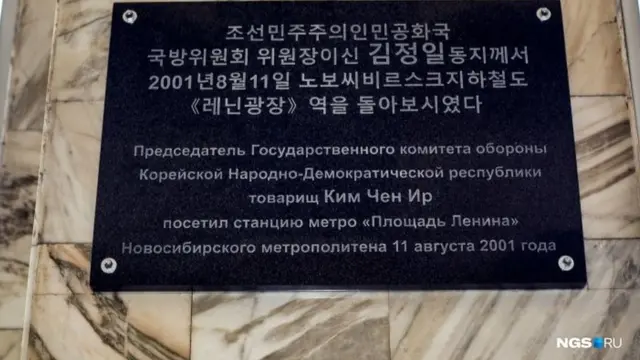 조선민주주의인민공화국
국방위원회 위원장이신 김정일동지께서
2001년8월11일 노보씨비르스크지하철도
《레닌광장》 역을 돌아보시였다
Председатель Государственного комитета обороны
Корейской Народно-Демократической республики
товарищ Ким Чен Ир
посетил станцию метро «Площадь Ленина»
Новосибирского метрополитена 11 августа 2001 года
NGS.RU